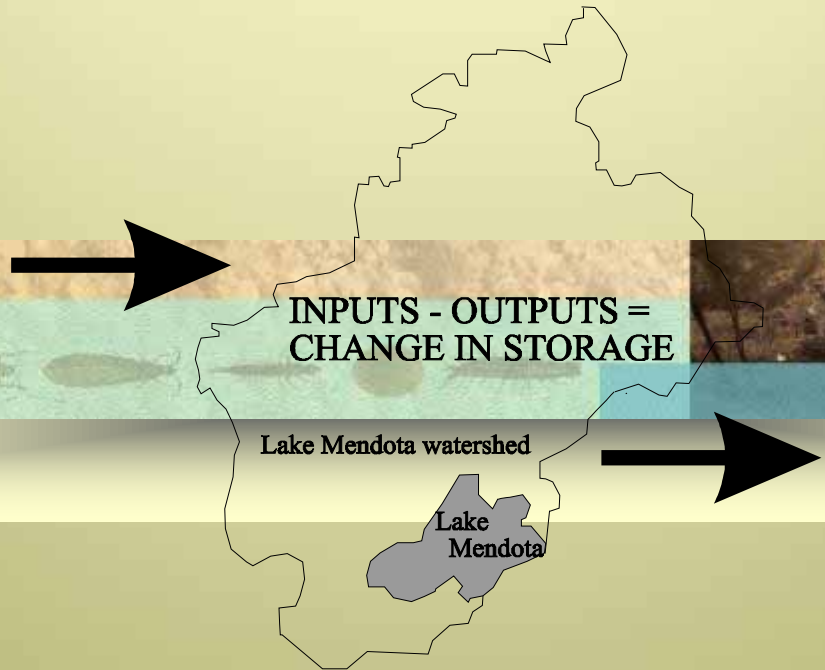 INPUTS - OUTPUTS =
CHANGE IN STORAGE
Lake Mendota watershed
Lake
Mendota